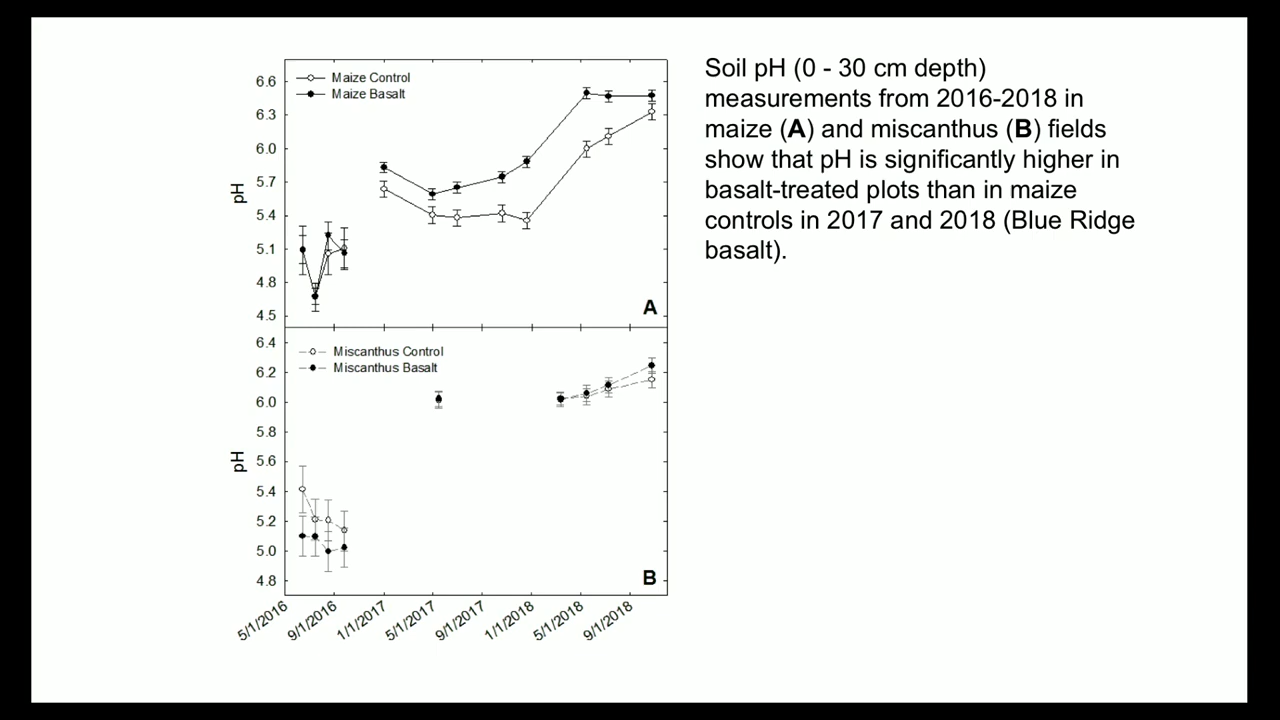 Maize Control
Maize Basalt
6.6
6.3
6.0
5.7
5.4
5.1
4.8
4.5
pH
A
Miscanthus Control
Miscanthus Basalt
6.4
6.2
6.0
5.8
5.6
5.4
5.2
5.0
4.8
pH
B
5/1/2016
9/1/2016
1/1/2017
5/1/2017
9/1/2017
1/1/2018
5/1/2018
9/1/2018
Soil pH (0 - 30 cm depth)
measurements from 2016-2018 in
maize (A) and miscanthus (B) fields
show that pH is significantly higher in
basalt-treated plots than in maize
controls in 2017 and 2018 (Blue Ridge
basalt).